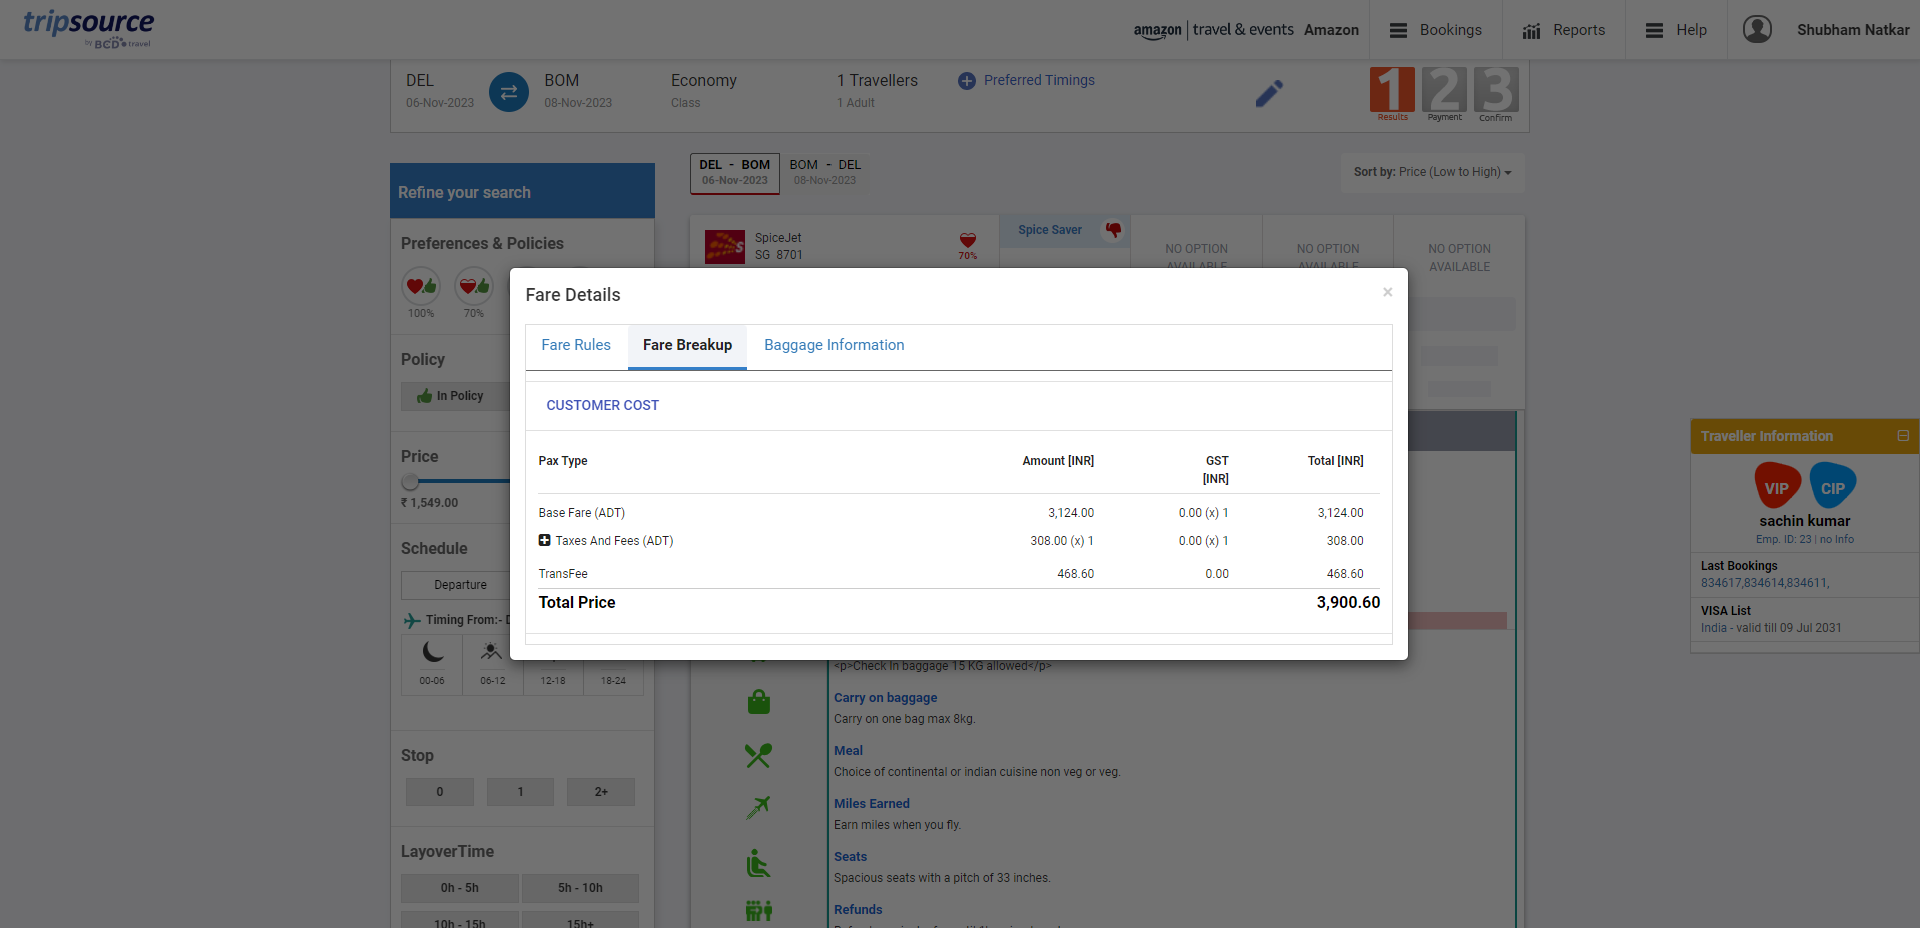 tripsource
by BCD travel
amazon | travel & events Amazon
Bookings
Reports
Help
Shubham Natkar
DEL
06-Nov-2023
BOM
08-Nov-2023
Economy
Class
1 Travellers
1 Adult
Preferred Timings
1 2 3
Results Payment Confirm
Refine your search
DEL - BOM
06-Nov-2023
BOM - DEL
08-Nov-2023
Sort by: Price (Low to High)
Preferences & Policies
100%
70%
SpiceJet
SG 8701
70%
Spice Saver
NO OPTION
AVAILABLE
NO OPTION
AVAILABLE
NO OPTION
AVAILABLE
Policy
In Policy
Price
₹ 1,549.00
Schedule
Departure
Timing From:- D
00-06
06-12
12-18
18-24
Stop
0
1
2+
LayoverTime
0h - 5h
5h - 10h
10h - 15h
15h+
Fare Details
×
Fare Rules
Fare Breakup
Baggage Information
CUSTOMER COST
Pax Type Amount [INR] GST [INR] Total [INR]
Base Fare (ADT) 3,124.00 0.00 (x) 1 3,124.00
Taxes And Fees (ADT) 308.00 (x) 1 0.00 (x) 1 308.00
TransFee 468.60 0.00 468.60
Total Price 3,900.60
<p>Check In baggage 15 KG allowed</p>
Carry on baggage
Carry on one bag max 8kg.
Meal
Choice of continental or indian cuisine non veg or veg.
Miles Earned
Earn miles when you fly.
Seats
Spacious seats with a pitch of 33 inches.
Refunds
Traveller Information
VIP
CIP
sachin kumar
Emp. ID: 23 | no Info
Last Bookings
834617,834614,834611,
VISA List
India - valid till 09 Jul 2031